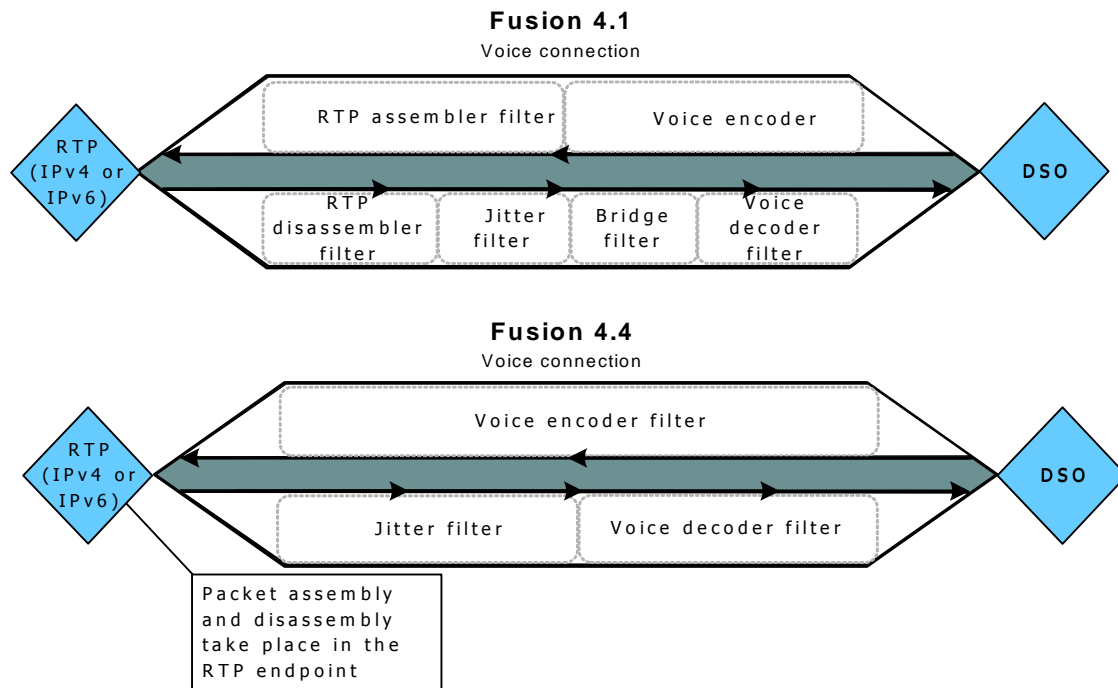 Fusion 4.1
Voice connection
RTP assembler filter
Voice encoder
RTP
(IPv4 or
IPv6)
DSO
RTP
disassembler
filter
Jitter
filter
Bridge
filter
Voice
decoder
filter
Fusion 4.4
Voice connection
Voice encoder filter
RTP
(IPv4 or
IPv6)
DSO
Jitter filter
Voice decoder filter
Packet assembly
and disassembly
take place in the
RTP endpoint